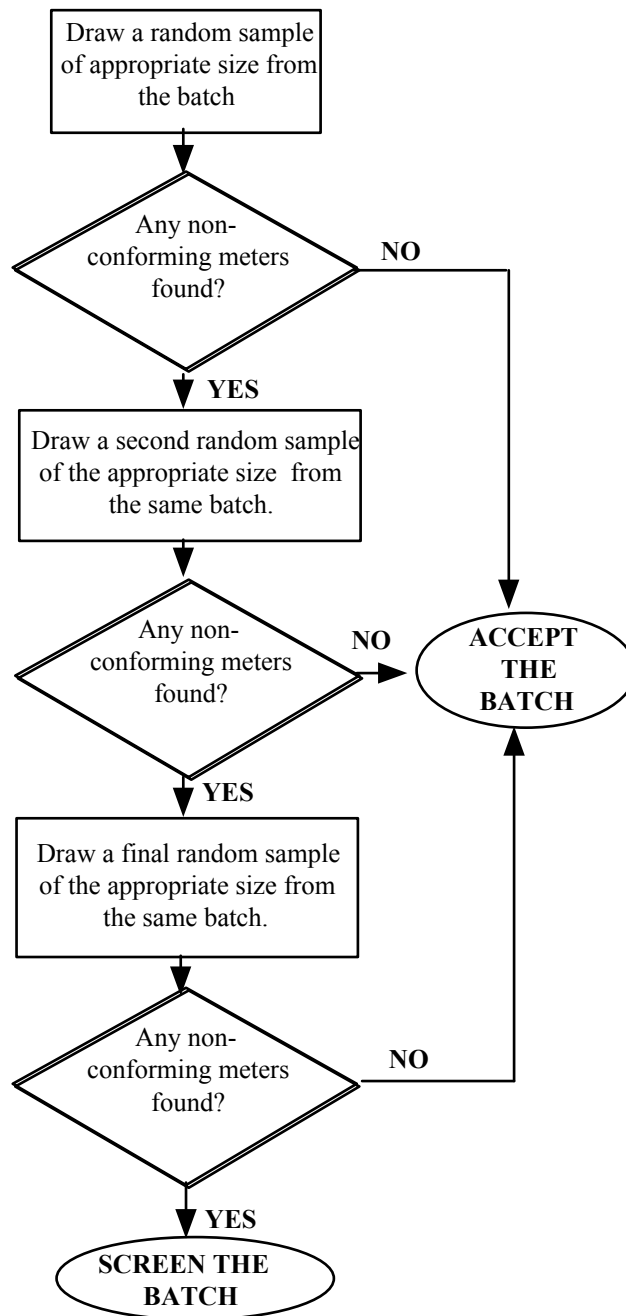 Draw a random sample
of appropriate size from
the batch
Any non-
conforming meters
found?
NO
YES
Draw a second random sample
of the appropriate size from
the same batch.
Any non-
conforming meters
found?
NO
ACCEPT
THE
BATCH
YES
Draw a final random sample
of the appropriate size from
the same batch.
Any non-
conforming meters
found?
NO
YES
SCREEN THE
BATCH